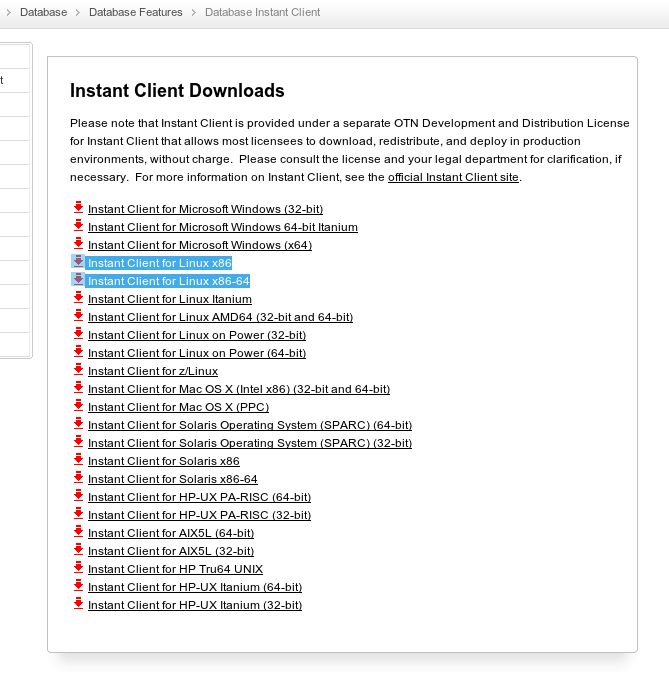 > Database > Database Features > Database Instant Client
t
Instant Client Downloads
Please note that Instant Client is provided under a separate OTN Development and Distribution License
for Instant Client that allows most licensees to download, redistribute, and deploy in production
environments, without charge.  Please consult the license and your legal department for clarification, if
necessary.  For more information on Instant Client, see the official Instant Client site.
Instant Client for Microsoft Windows (32-bit)
Instant Client for Microsoft Windows 64-bit Itanium
Instant Client for Microsoft Windows (x64)
Instant Client for Linux x86
Instant Client for Linux x86-64
Instant Client for Linux Itanium
Instant Client for Linux AMD64 (32-bit and 64-bit)
Instant Client for Linux on Power (32-bit)
Instant Client for Linux on Power (64-bit)
Instant Client for z/Linux
Instant Client for Mac OS X (Intel x86) (32-bit and 64-bit)
Instant Client for Mac OS X (PPC)
Instant Client for Solaris Operating System (SPARC) (64-bit)
Instant Client for Solaris Operating System (SPARC) (32-bit)
Instant Client for Solaris x86
Instant Client for Solaris x86-64
Instant Client for HP-UX PA-RISC (64-bit)
Instant Client for HP-UX PA-RISC (32-bit)
Instant Client for AIX5L (64-bit)
Instant Client for AIX5L (32-bit)
Instant Client for HP Tru64 UNIX
Instant Client for HP-UX Itanium (64-bit)
Instant Client for HP-UX Itanium (32-bit)